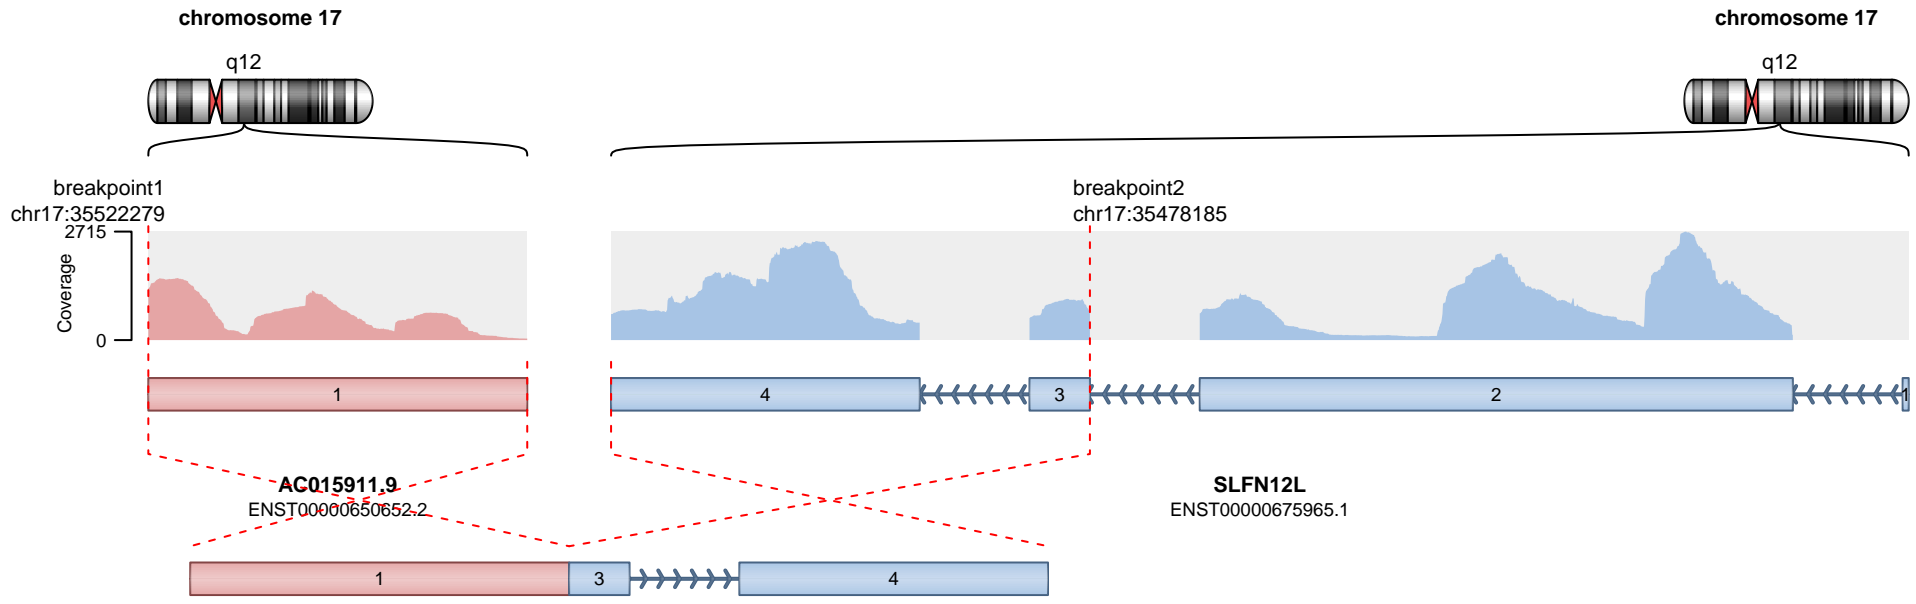 chromosome 17
chromosome 17
q12
q12
breakpoint1
chr17:35522279
breakpoint2
chr17:35478185
2715
Coverage
0
1
4
3
2
1
AC015911.9
ENST00000650652.2
SLFN12L
ENST00000675965.1
1
3
4